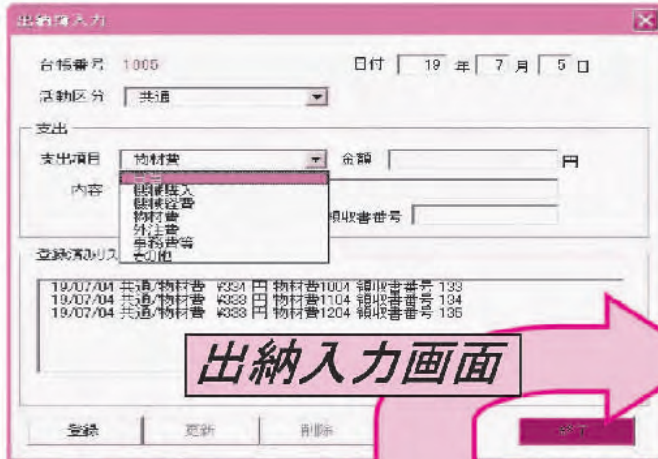 出納簿入力
台帳番号 1005 日付 19 年 7 月 5 日
活動区分 共通
支出
支出項目 物材費 金額 円
内容
日当
機械購入
機械経費
物材費
外注費
事務費等
その他
領収書番号
登録済みリス
19/07/04 共通/物材費 ¥334 円 物材費1004 領収書番号 133
19/07/04 共通/物材費 ¥333 円 物材費1104 領収書番号 134
19/07/04 共通/物材費 ¥333 円 物材費1204 領収書番号 135
出納入力画面
登録 更新 削除 終了